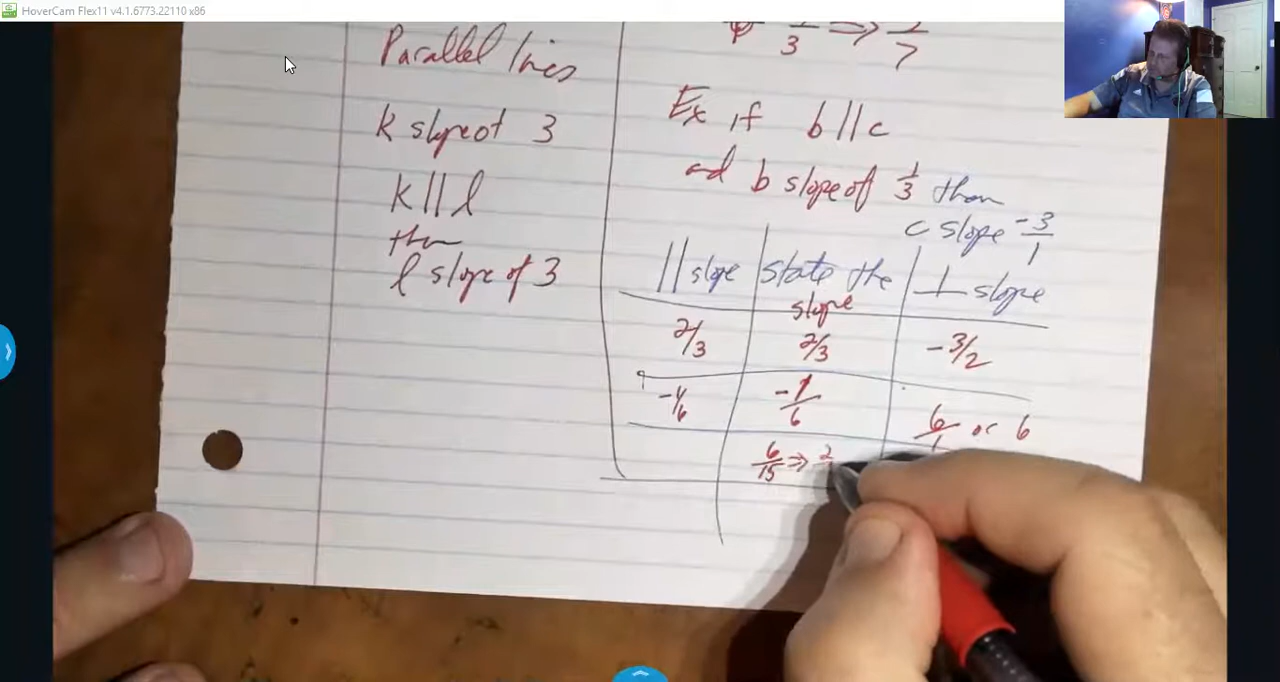 HoverCam Flex11 v4.1.6773.22110 x86
Parallel lines
k slope of 3
k || l
then
l slope of 3
3 ⇒ 7
Ex if b || c
and b slope of 1/3 then
c slope -3/1
|| slope | state the slope | ⊥ slope
2/3 | 2/3 | -3/2
-1/6 | -1/6 | 6/1 or 6
6/15 ⇒ 2